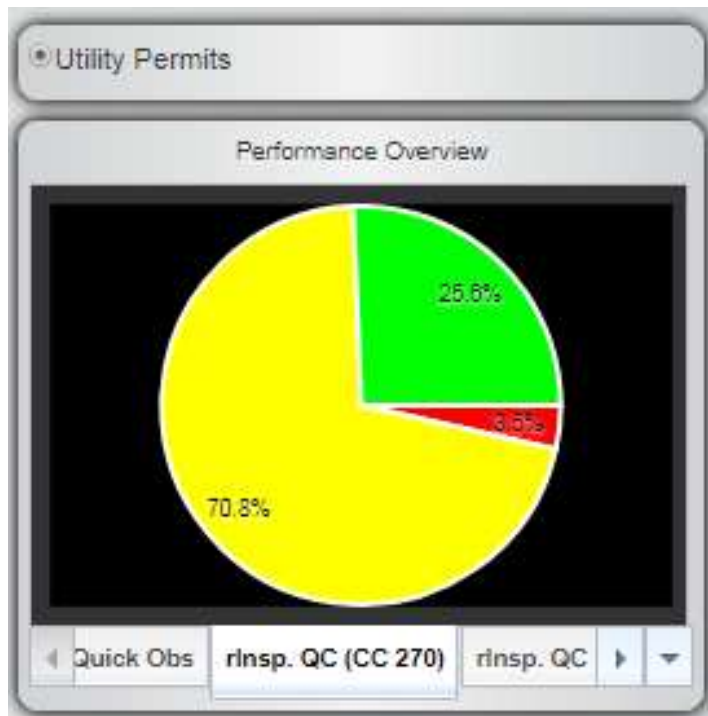 Utility Permits
Performance Overview
25.6%
3.5%
70.8%
Quick Obs rInsp. QC (CC 270) rInsp. QC